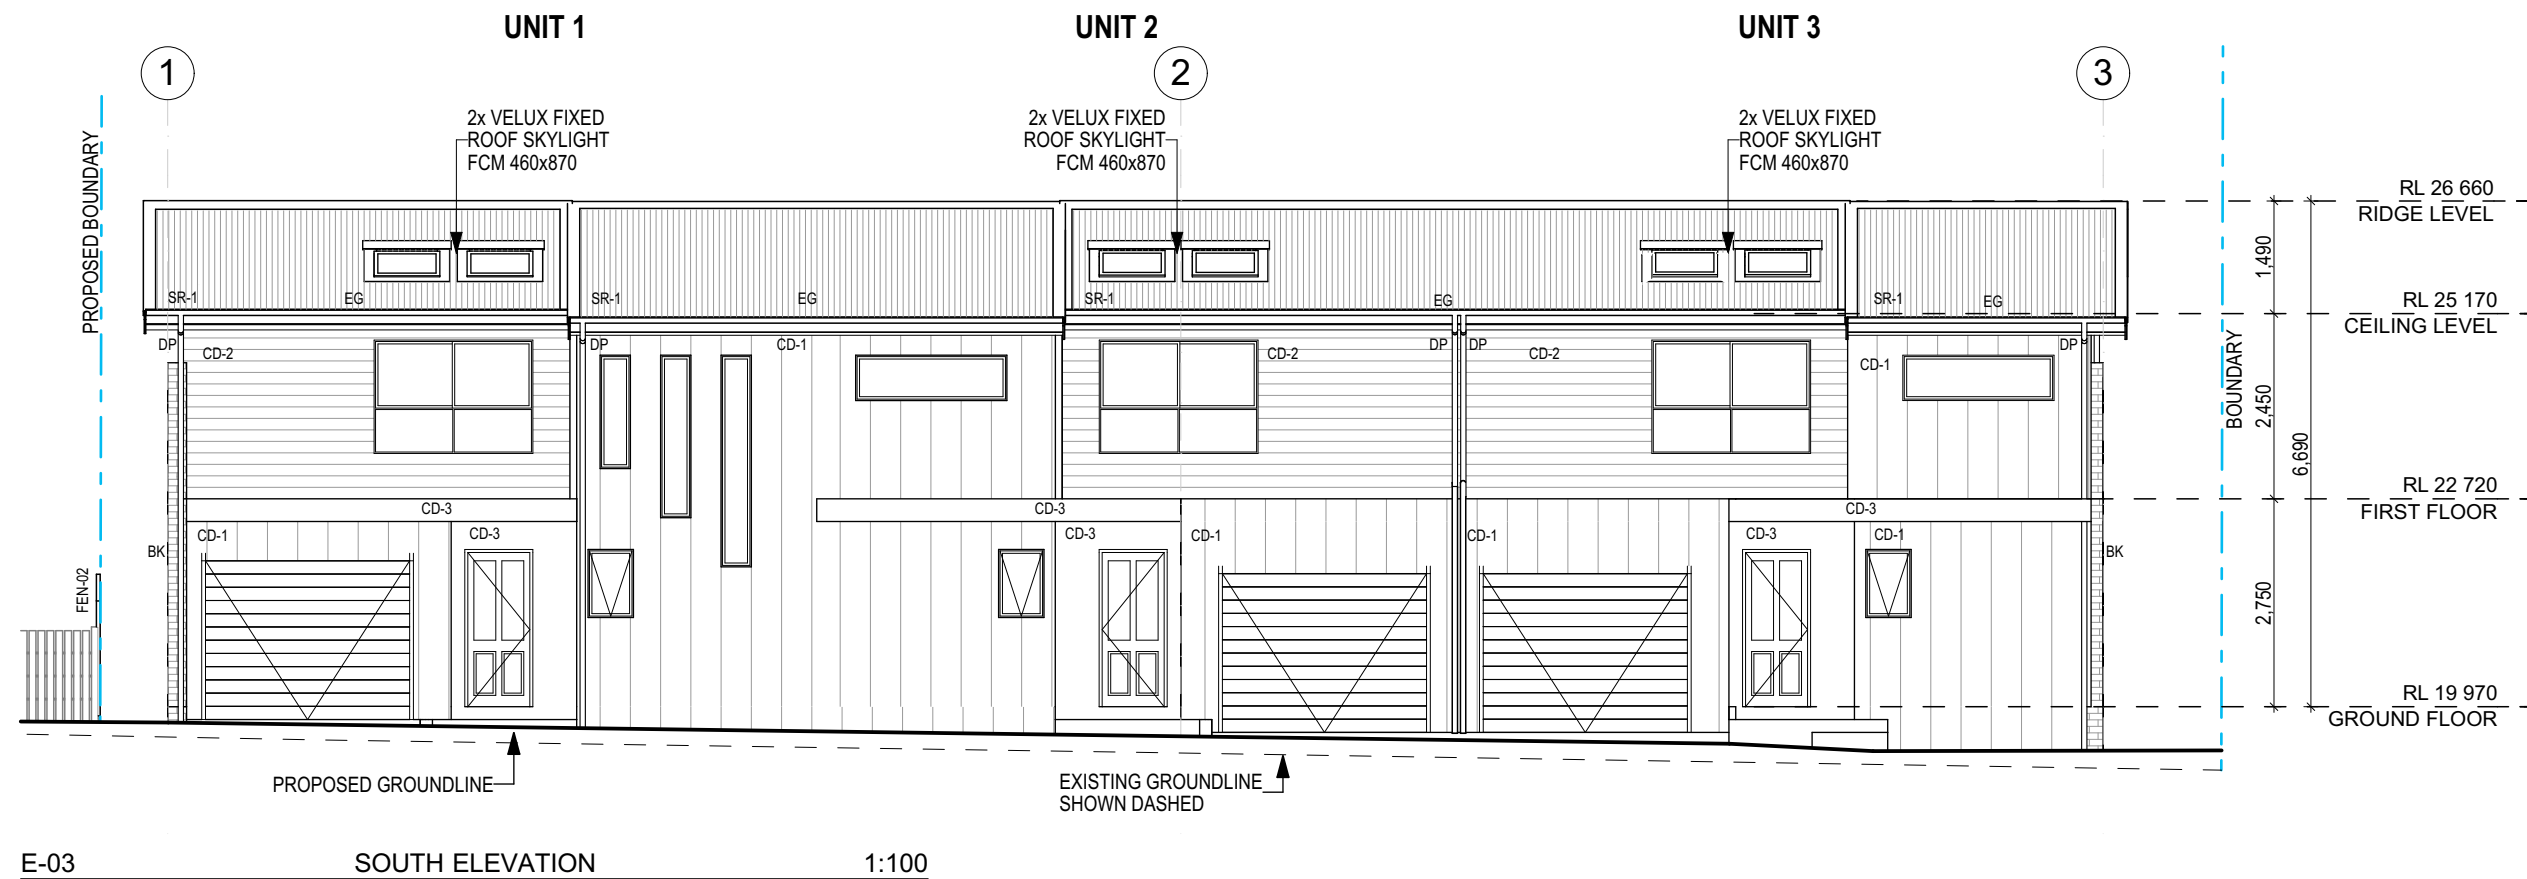 UNIT 1
UNIT 2
UNIT 3
1
2
3
2x VELUX FIXED
ROOF SKYLIGHT
FCM 460x870
2x VELUX FIXED
ROOF SKYLIGHT
FCM 460x870
2x VELUX FIXED
ROOF SKYLIGHT
FCM 460x870
PROPOSED BOUNDARY
RL 26 660
RIDGE LEVEL
1,490
SR-1
EG
SR-1
EG
SR-1
EG
SR-1
EG
RL 25 170
CEILING LEVEL
DP
CD-2
DP
CD-1
CD-2
DP
DP
CD-2
CD-1
DP
BOUNDARY
2,450
6,690
RL 22 720
FIRST FLOOR
CD-3
CD-3
CD-3
BK
CD-1
CD-3
CD-3
CD-1
CD-1
CD-3
CD-1
BK
FEN-02
2,750
RL 19 970
GROUND FLOOR
PROPOSED GROUNDLINE
EXISTING GROUNDLINE
SHOWN DASHED
E-03 SOUTH ELEVATION 1:100